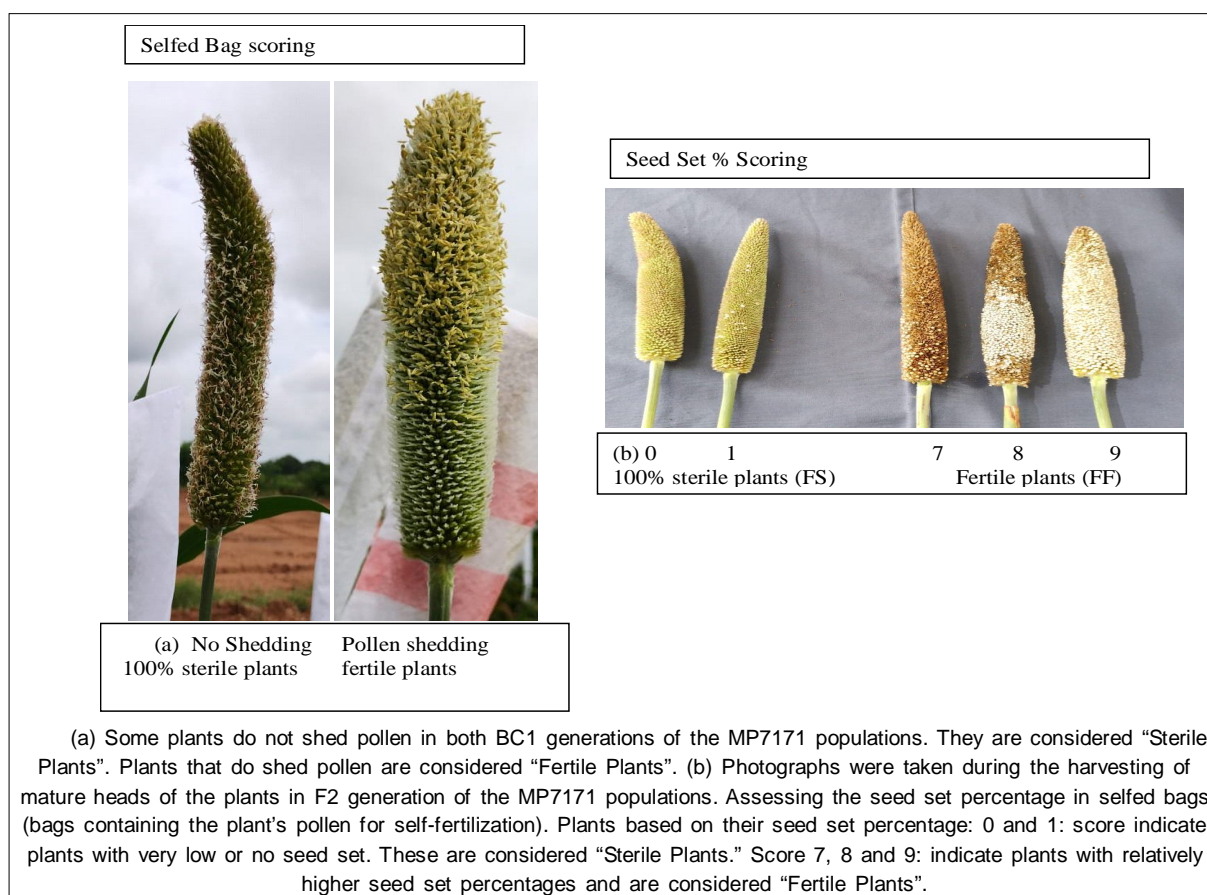 Selfed Bag scoring
Seed Set % Scoring
(a) No Shedding Pollen shedding
100% sterile plants fertile plants
(b) 0 1 7 8 9
100% sterile plants (FS) Fertile plants (FF)
(a) Some plants do not shed pollen in both BC1 generations of the MP7171 populations. They are considered “Sterile
Plants”. Plants that do shed pollen are considered “Fertile Plants”. (b) Photographs were taken during the harvesting of
mature heads of the plants in F2 generation of the MP7171 populations. Assessing the seed set percentage in selfed bags
(bags containing the plant’s pollen for self-fertilization). Plants based on their seed set percentage: 0 and 1: score indicate
plants with very low or no seed set. These are considered “Sterile Plants.” Score 7, 8 and 9: indicate plants with relatively
higher seed set percentages and are considered “Fertile Plants”.